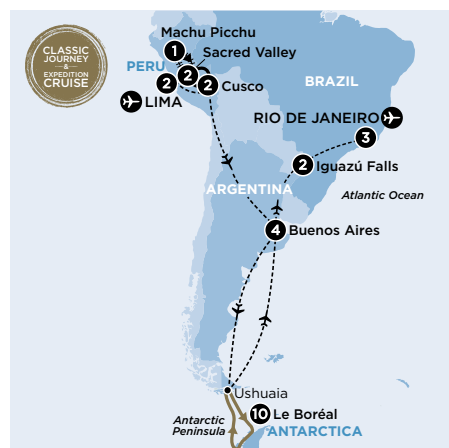 CLASSIC
JOURNEY
&
EXPEDITION
CRUISE
Machu Picchu
1
Sacred Valley
PERU
2
2
2
Cusco
LIMA
BRAZIL
RIO DE JANEIRO
3
2
Iguazú Falls
ARGENTINA
Atlantic Ocean
4
Buenos Aires
Ushuaia
10
Le Boréal
Antarctic
Peninsula
ANTARCTICA